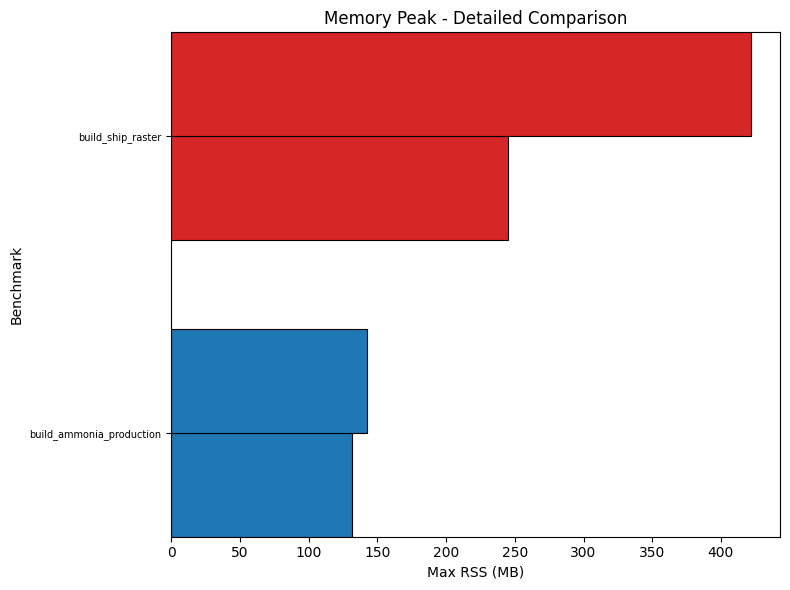 Memory Peak - Detailed Comparison
build_ship_raster
Benchmark
build_ammonia_production
0 50 100 150 200 250 300 350 400
Max RSS (MB)